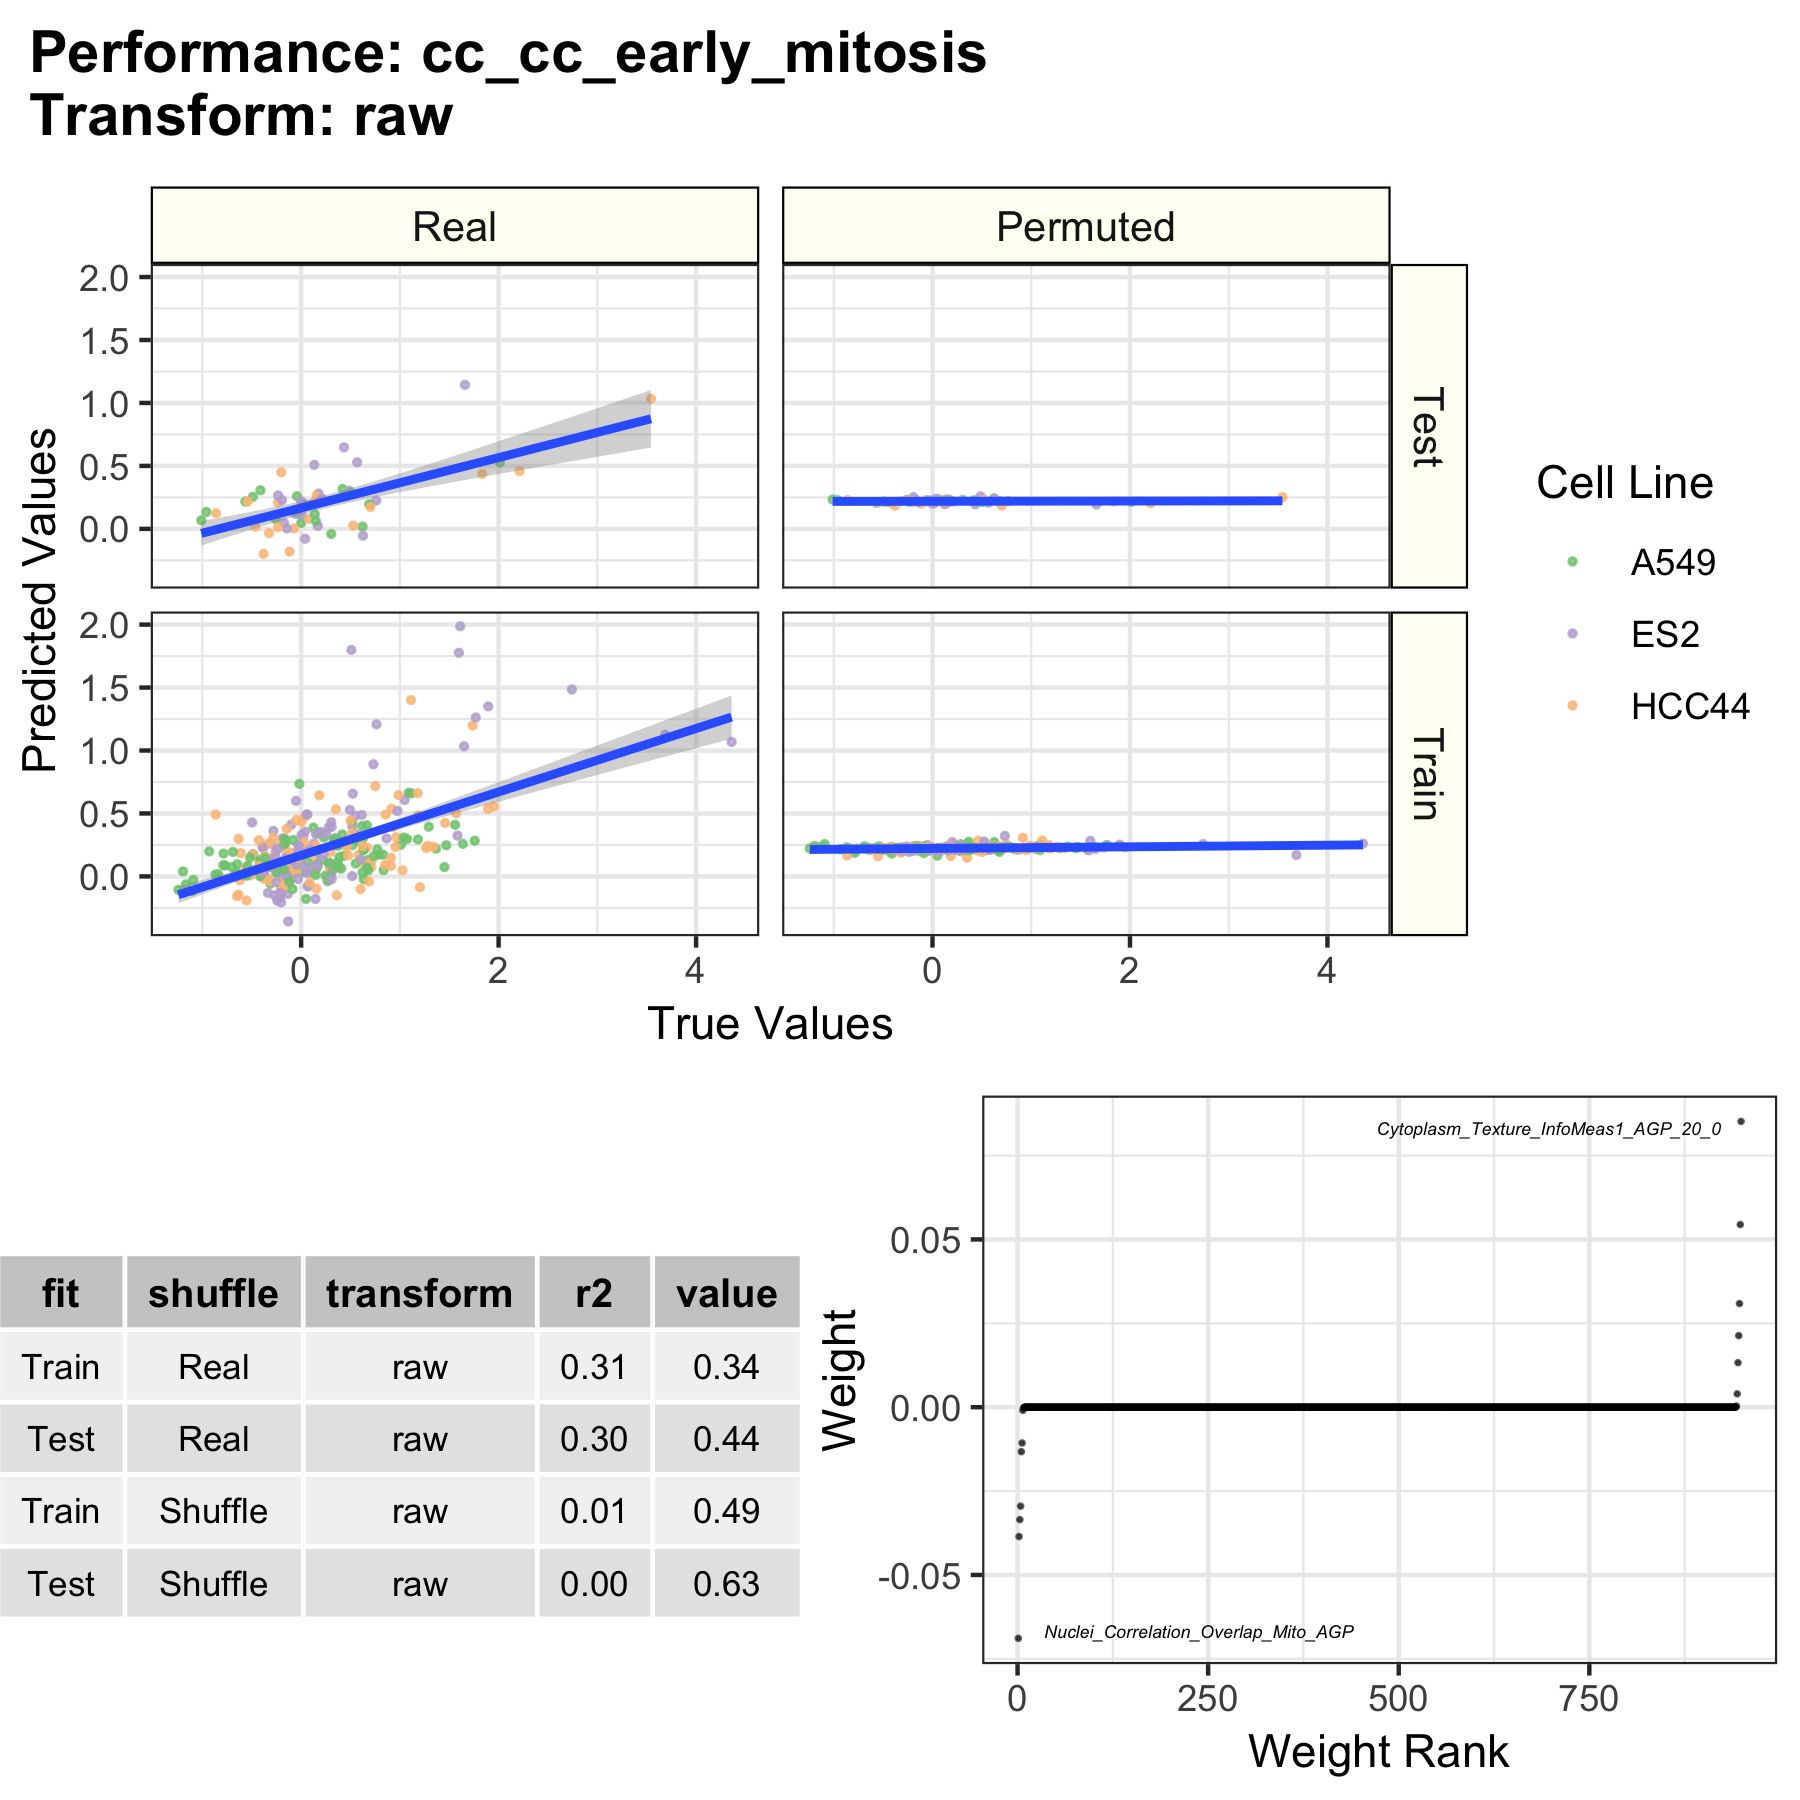 Performance: cc_cc_early_mitosis
Transform: raw
Real
Permuted
2.0
1.5
1.0
0.5
0.0
Test
2.0
1.5
1.0
0.5
0.0
Train
Predicted Values
0
2
4
0
2
4
True Values
Cell Line
A549
ES2
HCC44
fit shuffle transform r2 value
Train Real raw 0.31 0.34
Test Real raw 0.30 0.44
Train Shuffle raw 0.01 0.49
Test Shuffle raw 0.00 0.63
Weight
0.05
0.00
-0.05
Cytoplasm_Texture_InfoMeas1_AGP_20_0
Nuclei_Correlation_Overlap_Mito_AGP
0
250
500
750
Weight Rank